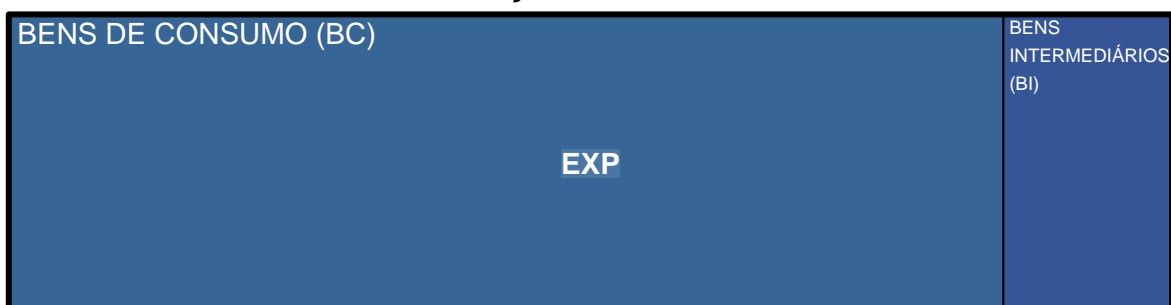 BENS DE CONSUMO (BC)
BENS
INTERMEDIÁRIOS
(BI)
EXP